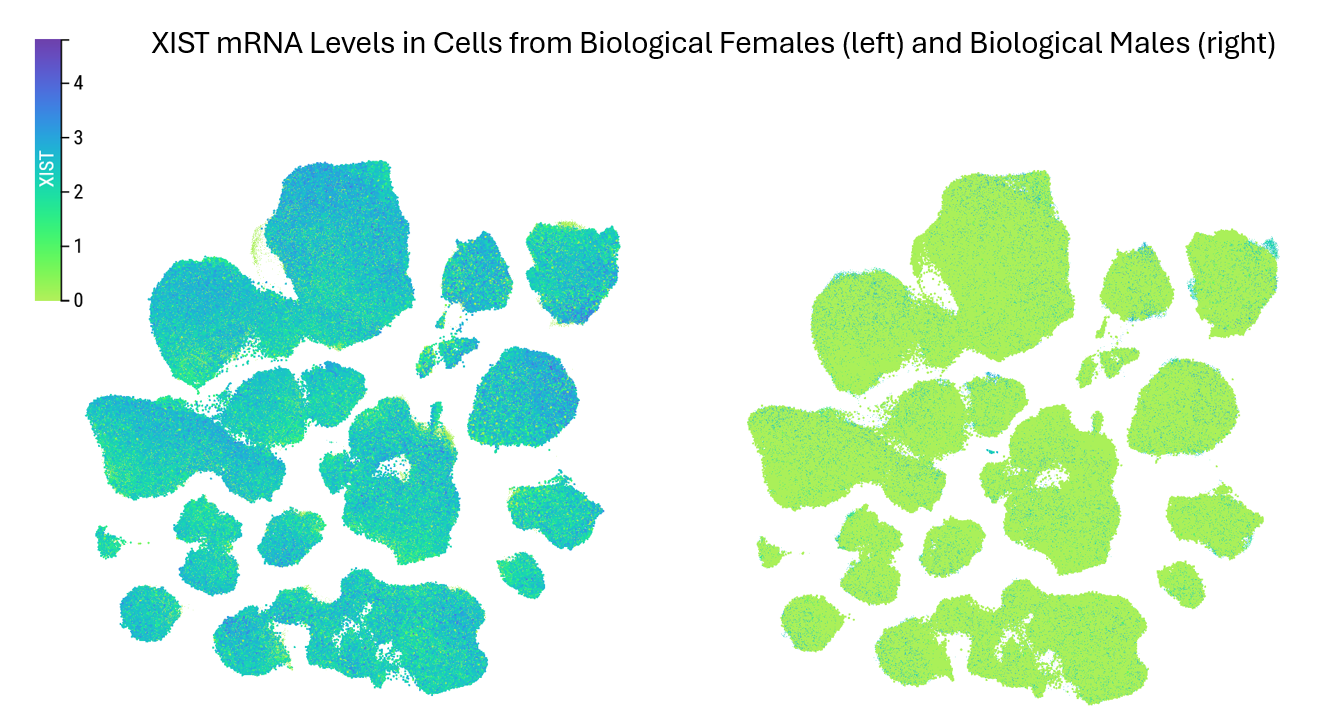 XIST mRNA Levels in Cells from Biological Females (left) and Biological Males (right)
4
3
2
1
0
XIST